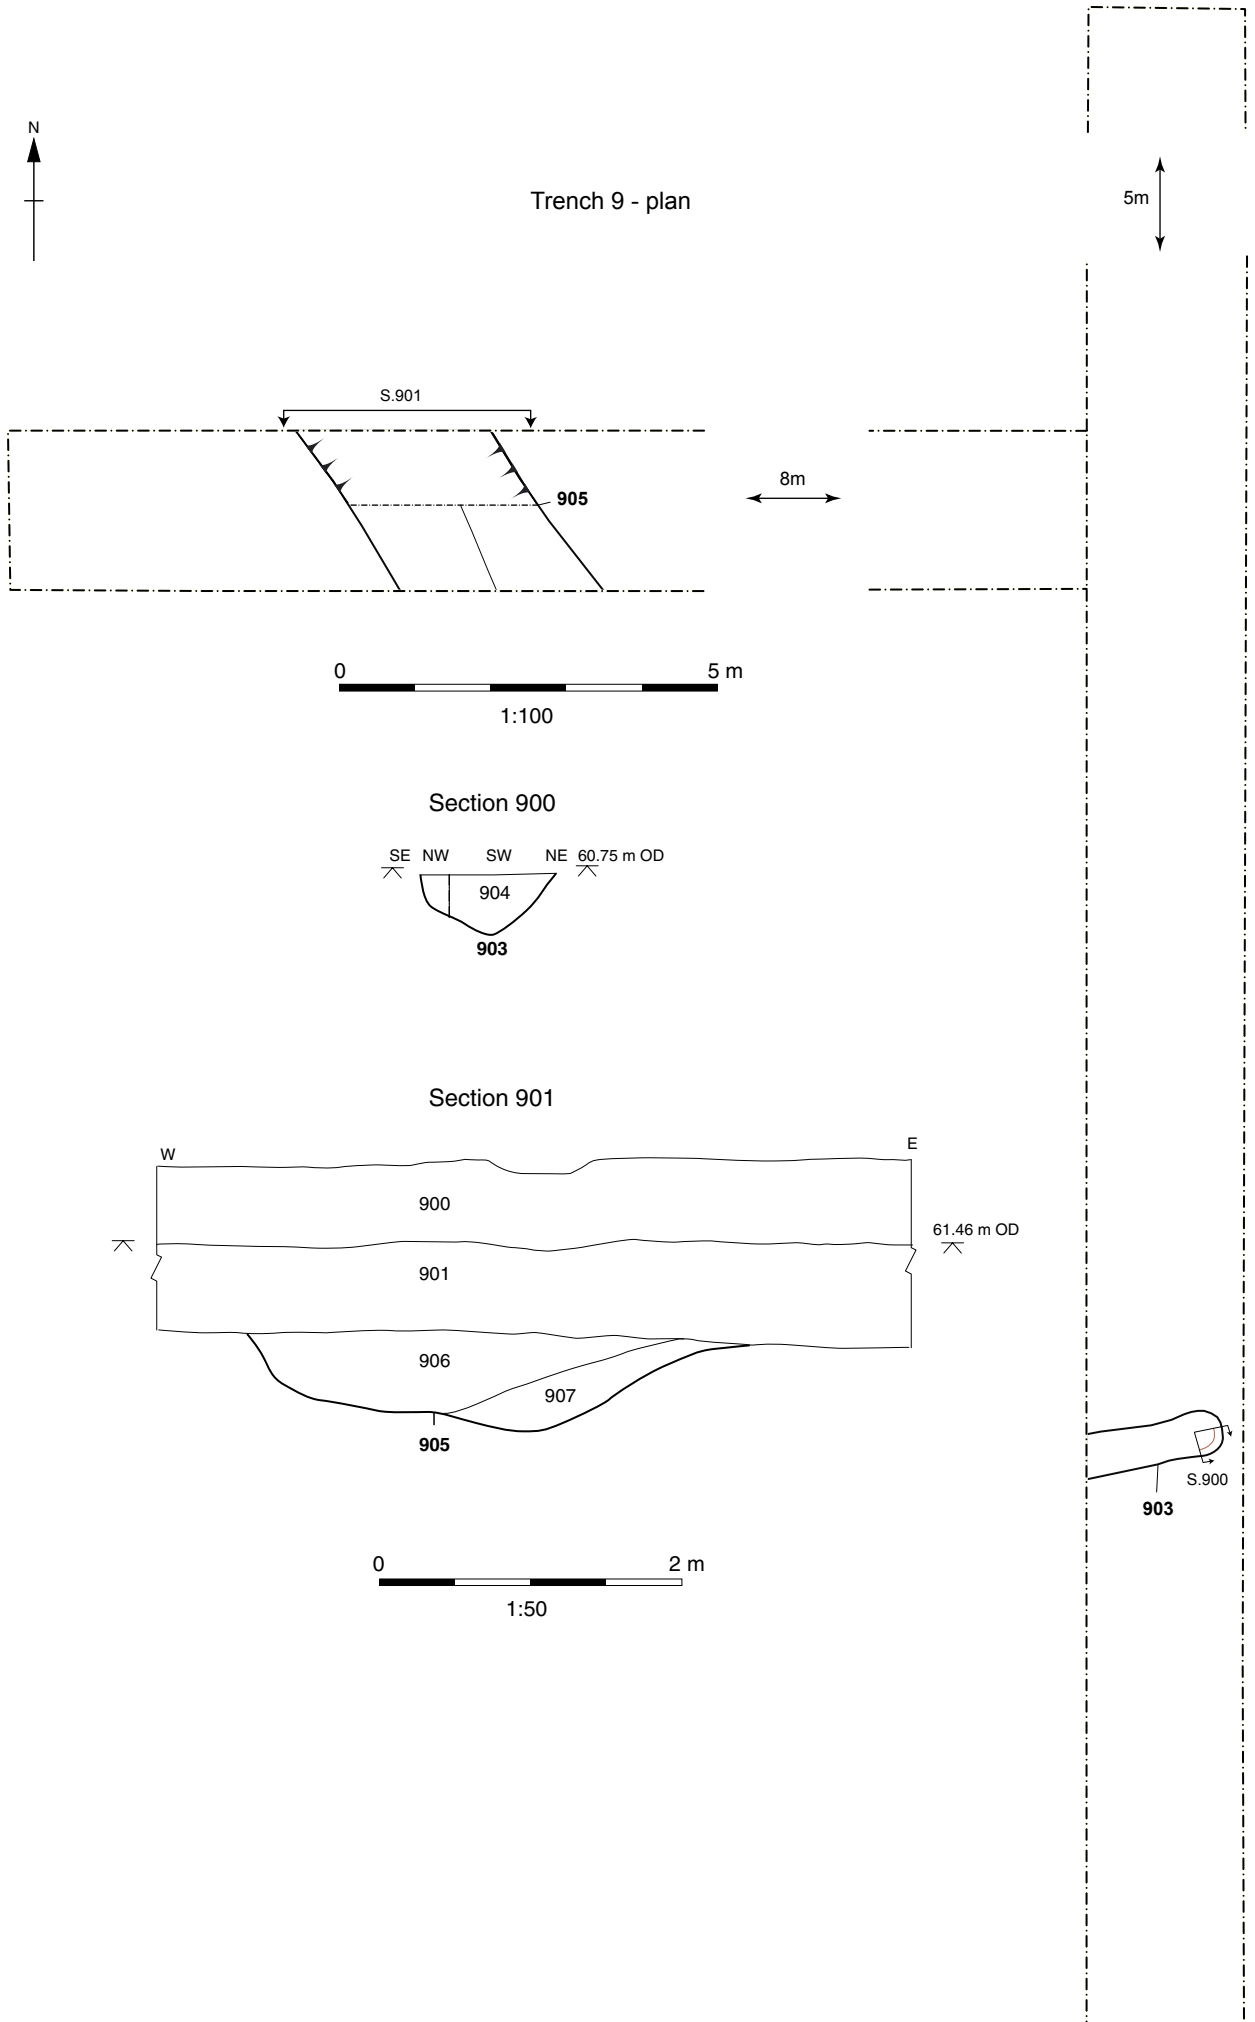 N
Trench 9 - plan
5m
S.901
905
8m
0 5 m
1:100
Section 900
SE NW SW NE 60.75 m OD
904
903
Section 901
W E
900
61.46 m OD
901
906
907
905
S.900
903
0 2 m
1:50